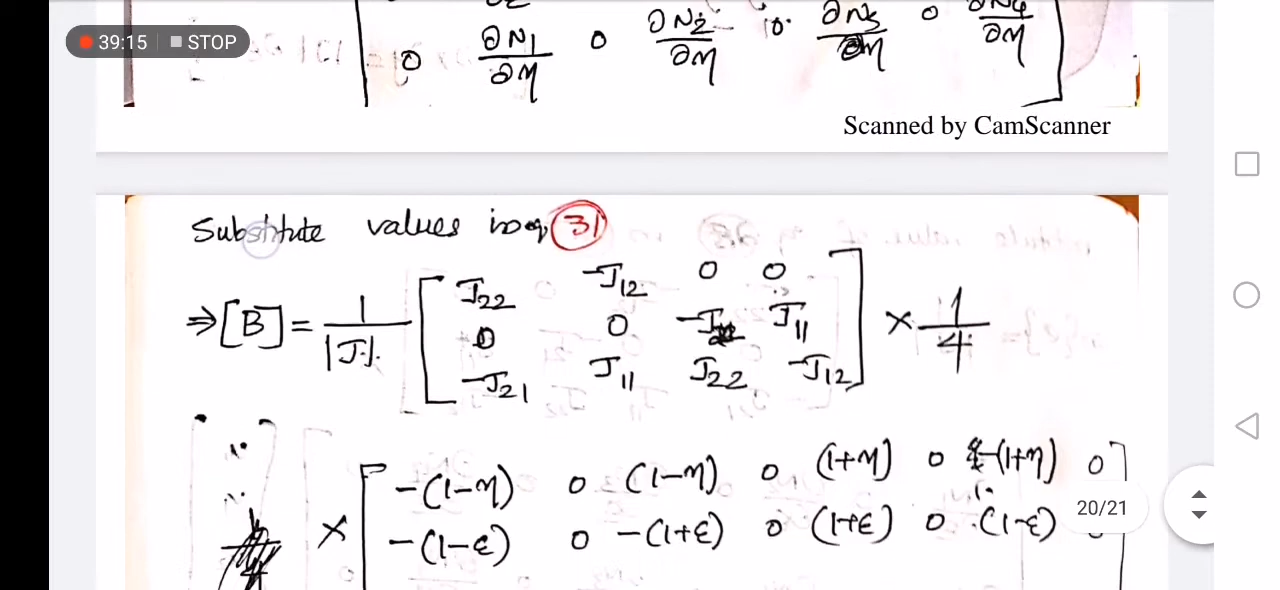 39:15 STOP
∂N1/∂η 0 ∂N2/∂η 0 ∂N3/∂η 0 ∂N4/∂η
0
Scanned by CamScanner
Substitute values in eq (31)
⇒ [B] = 1/|J| [ J22 -J12 0 0
0 0 -J21 J11 ] × 1/4
-J21 J11 J22 -J12
× [ -(1-η) 0 (1-η) 0 (1+η) 0 -(1+η) 0 ]
-(1-ε) 0 -(1+ε) 0 (1+ε) 0 (1-ε) 0
20/21